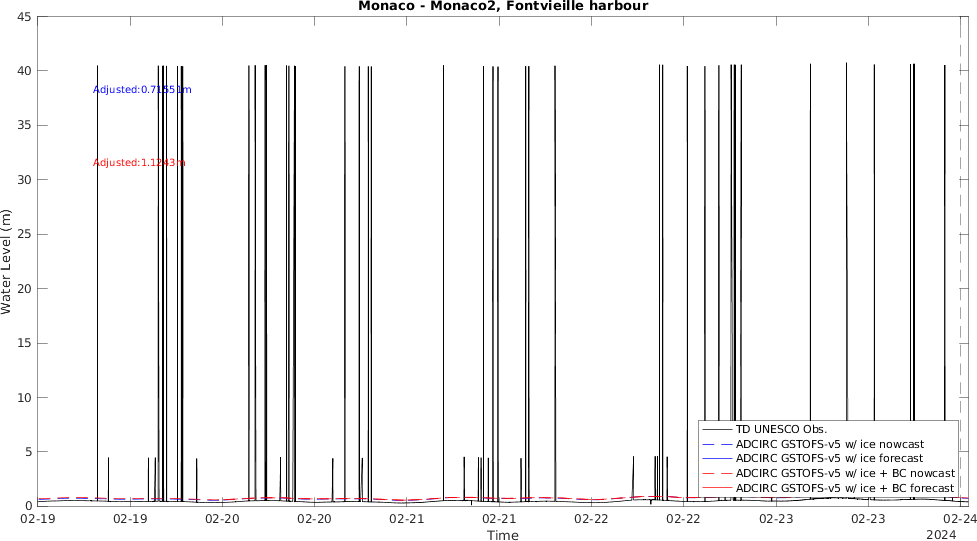 Monaco - Monaco2, Fontvieille harbour
45
40
35
30
25
20
15
10
5
0
Water Level (m)
Adjusted:0.71551m
Adjusted:1.1243m
TD UNESCO Obs.
ADCIRC GSTOFS-v5 w/ ice nowcast
ADCIRC GSTOFS-v5 w/ ice forecast
ADCIRC GSTOFS-v5 w/ ice + BC nowcast
ADCIRC GSTOFS-v5 w/ ice + BC forecast
02-19 02-19 02-20 02-20 02-21 02-21 02-22 02-22 02-23 02-23 02-24
Time
2024